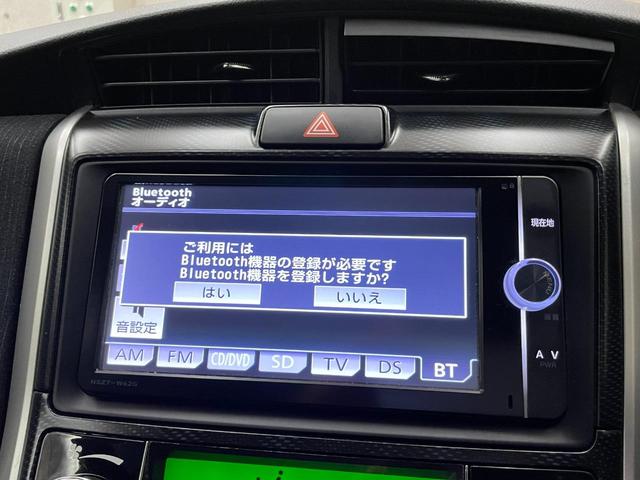 Bluetooth
オーディオ
ご利用には
Bluetooth機器の登録が必要です
Bluetooth機器を登録しますか?
はい
いいえ
音設定
AM
FM
CD/DVD
SD
TV
DS
BT
NSZT-W62G
現在地
MENU
A V
PWR